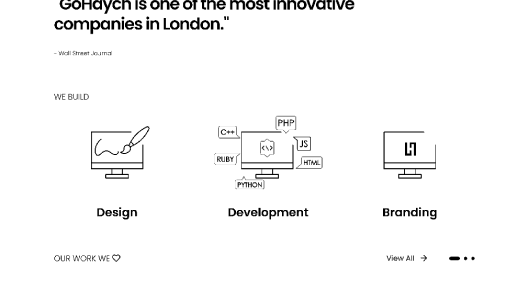 "GoHaych is one of the most innovative
companies in London."
- Wall Street Journal
WE BUILD
C++
PHP
JS
RUBY
HTML
PYTHON
Design
Development
Branding
OUR WORK WE ♡
View All →